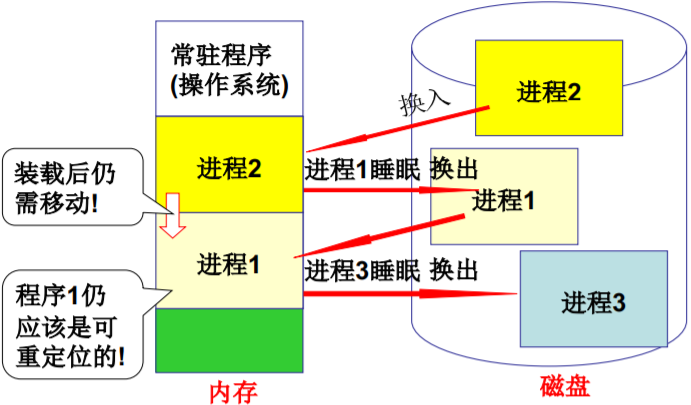 常驻程序
(操作系统)
进程2
换入
进程2
装载后仍
需移动!
进程1睡眠 换出
进程1
进程1
进程3睡眠 换出
程序1仍
应该是可
重定位的!
进程3
内存
磁盘